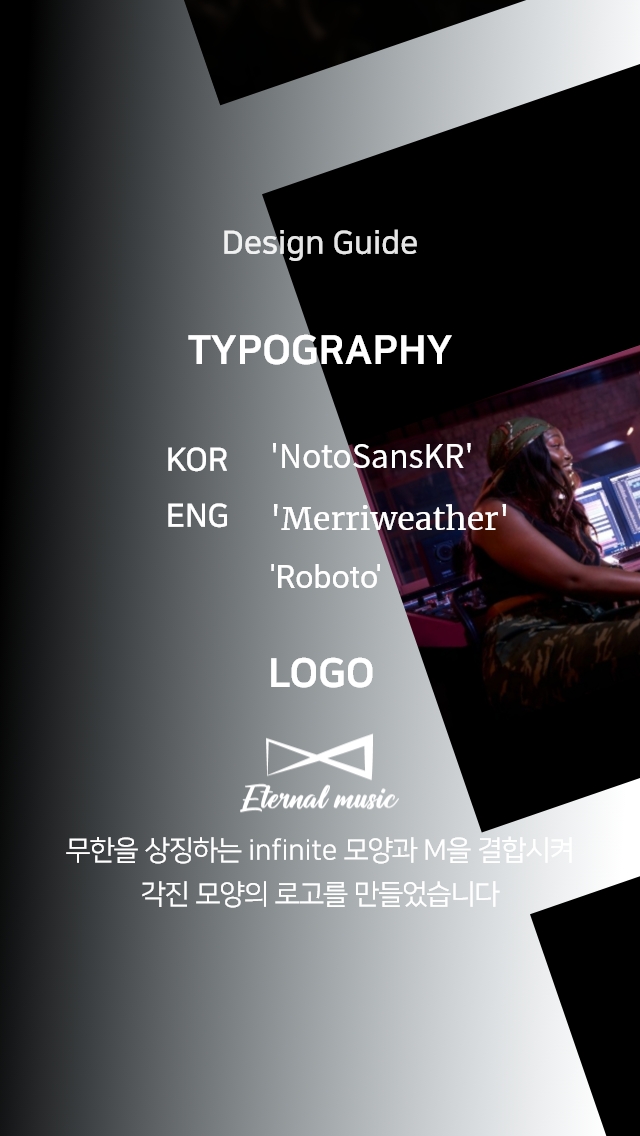 Design Guide
TYPOGRAPHY
KOR 'NotoSansKR'
ENG 'Merriweather'
'Roboto'
LOGO
Eternal music
무한을 상징하는 infinite 모양과 M을 결합시켜
각진 모양의 로고를 만들었습니다